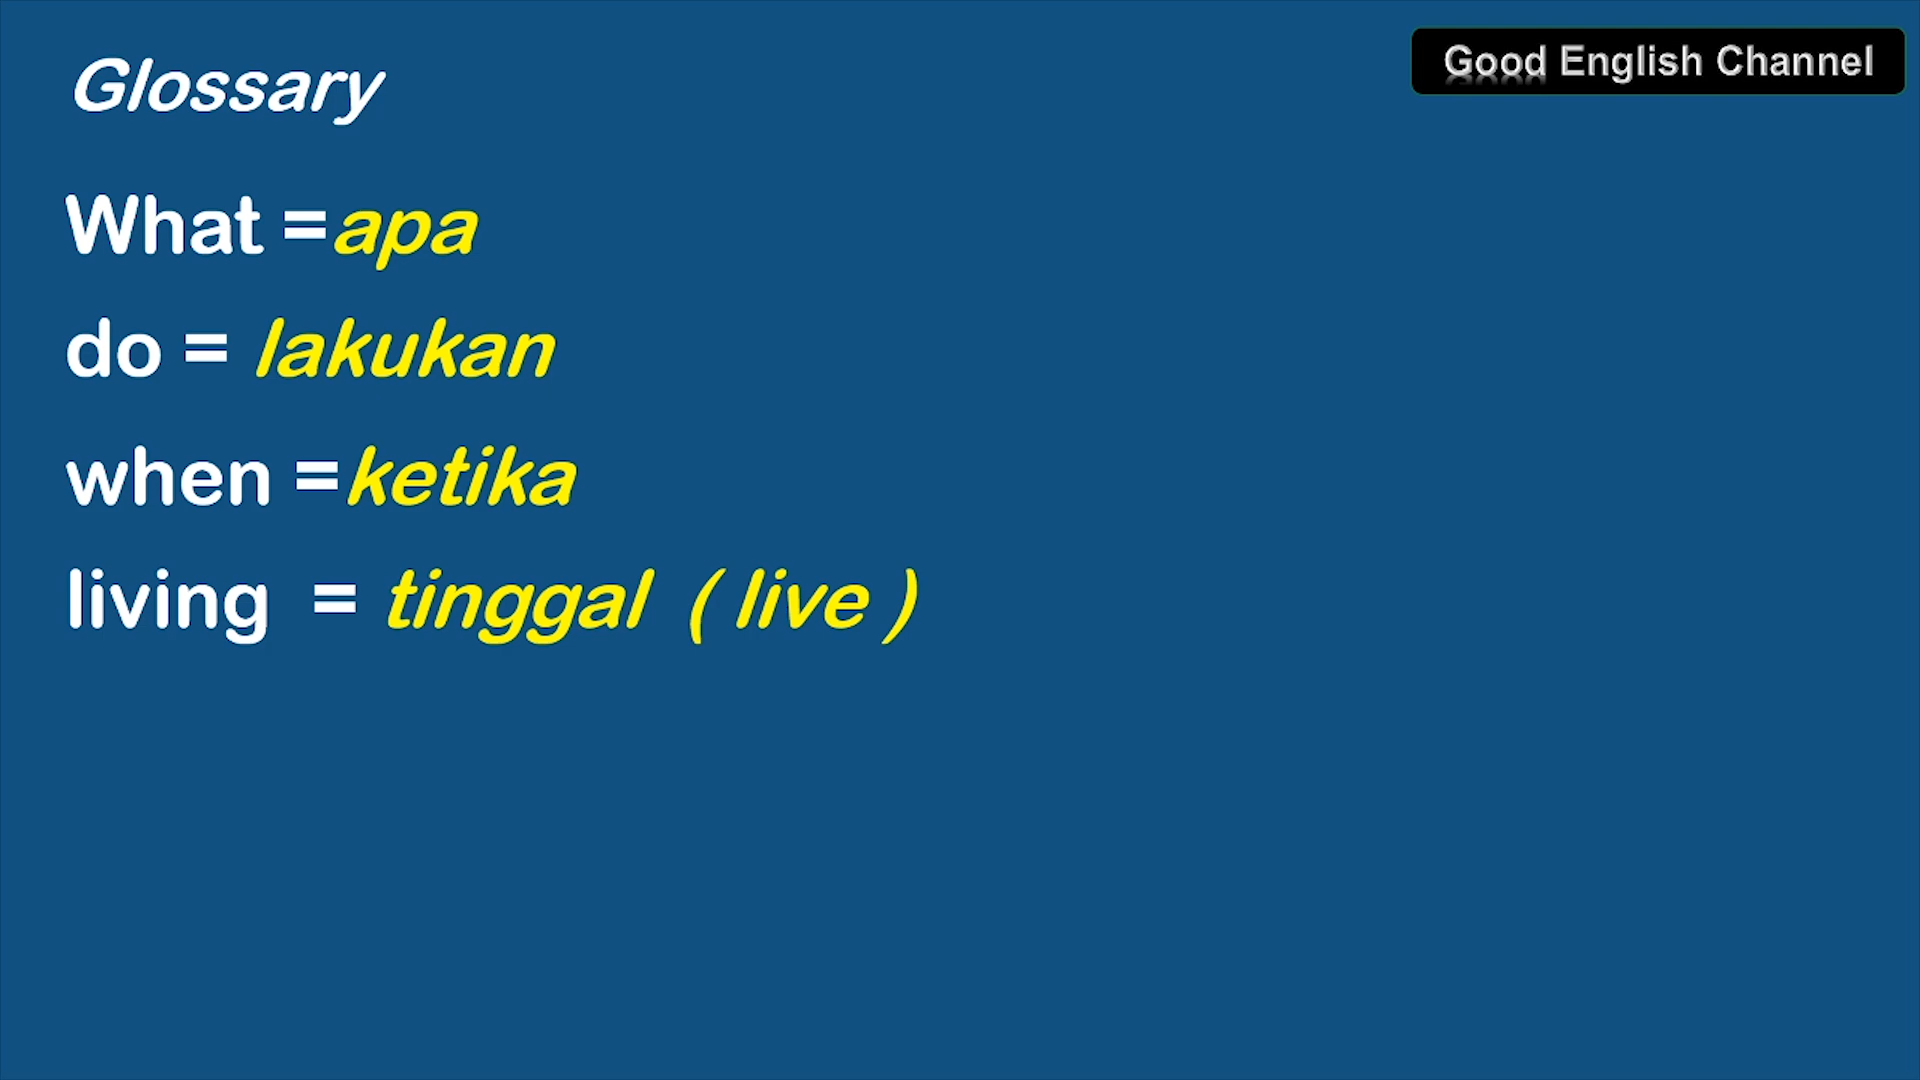 Glossary
Good English Channel
What =apa
do = lakukan
when =ketika
living = tinggal ( live )